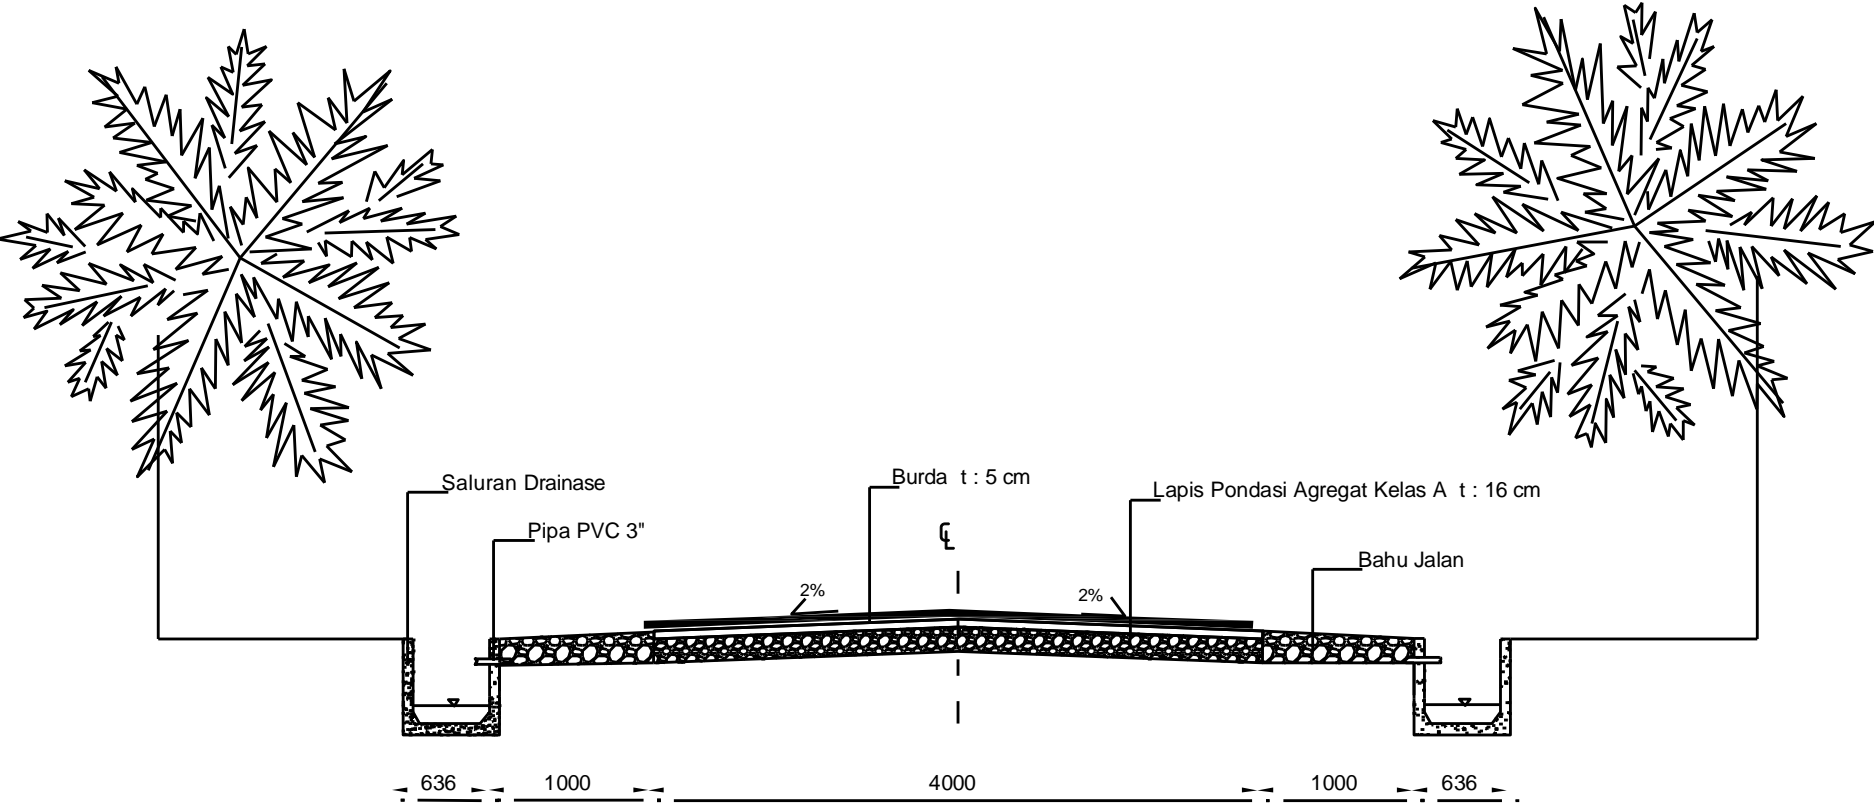 Saluran Drainase
Pipa PVC 3"
Burda t : 5 cm
Lapis Pondasi Agregat Kelas A t : 16 cm
Bahu Jalan
℄
2%
2%
636
1000
4000
1000
636